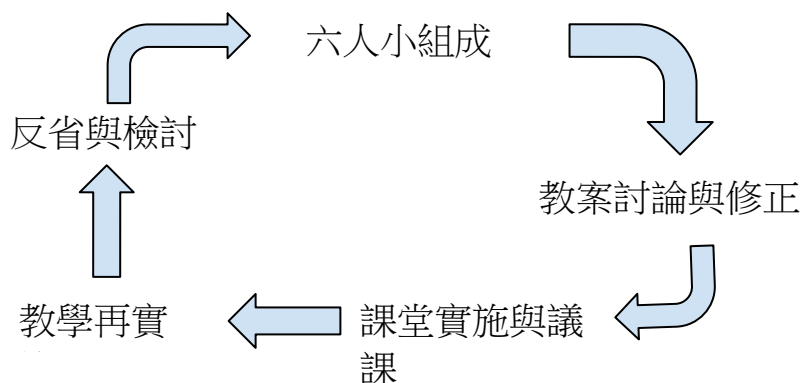 六人小組成
教案討論與修正
課堂實施與議
課
教學再實
反省與檢討